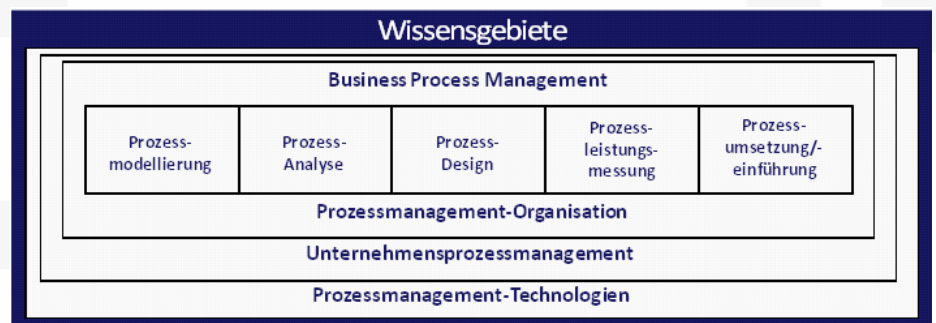 Wissensgebiete
Business Process Management
Prozess-
modellierung
Prozess-
Analyse
Prozess-
Design
Prozess-
leistungs-
messung
Prozess-
umsetzung/-
einführung
Prozessmanagement-Organisation
Unternehmensprozessmanagement
Prozessmanagement-Technologien